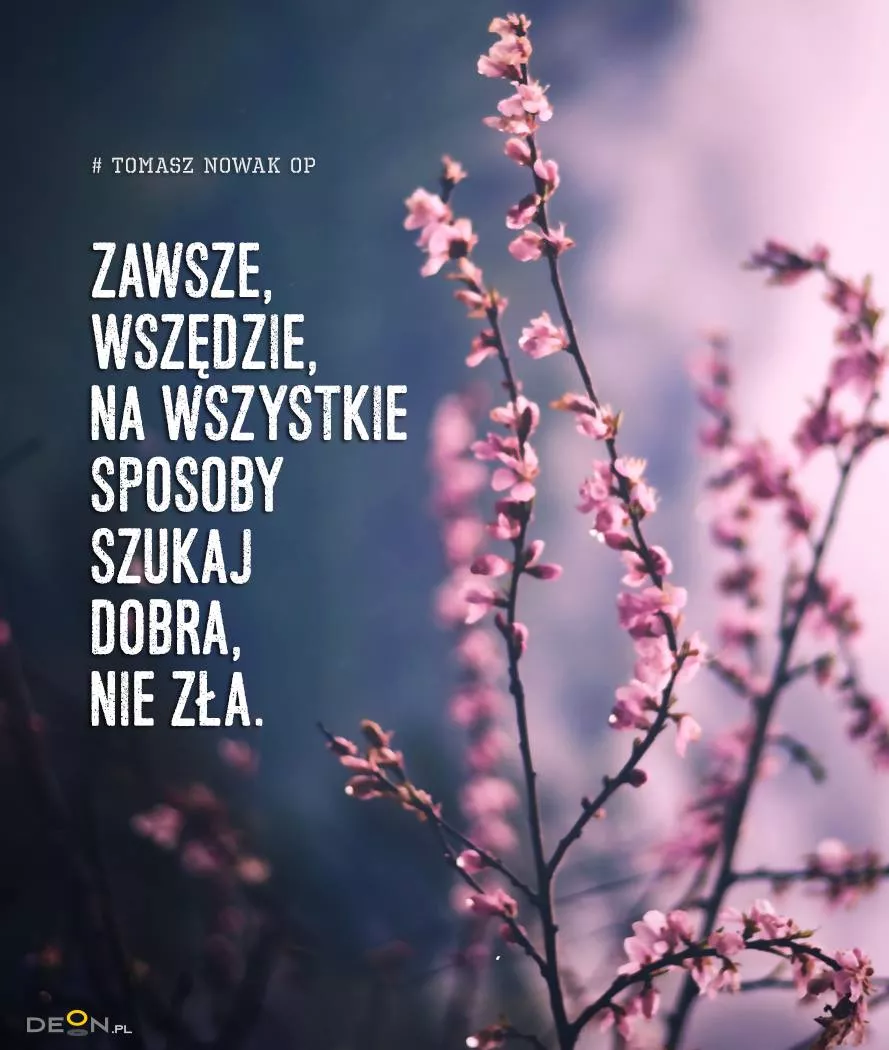 # TOMASZ NOWAK OP
ZAWSZE,
WSZĘDZIE,
NA WSZYSTKIE
SPOSOBY
SZUKAJ
DOBRA,
NIE ZŁA.
DEON.PL